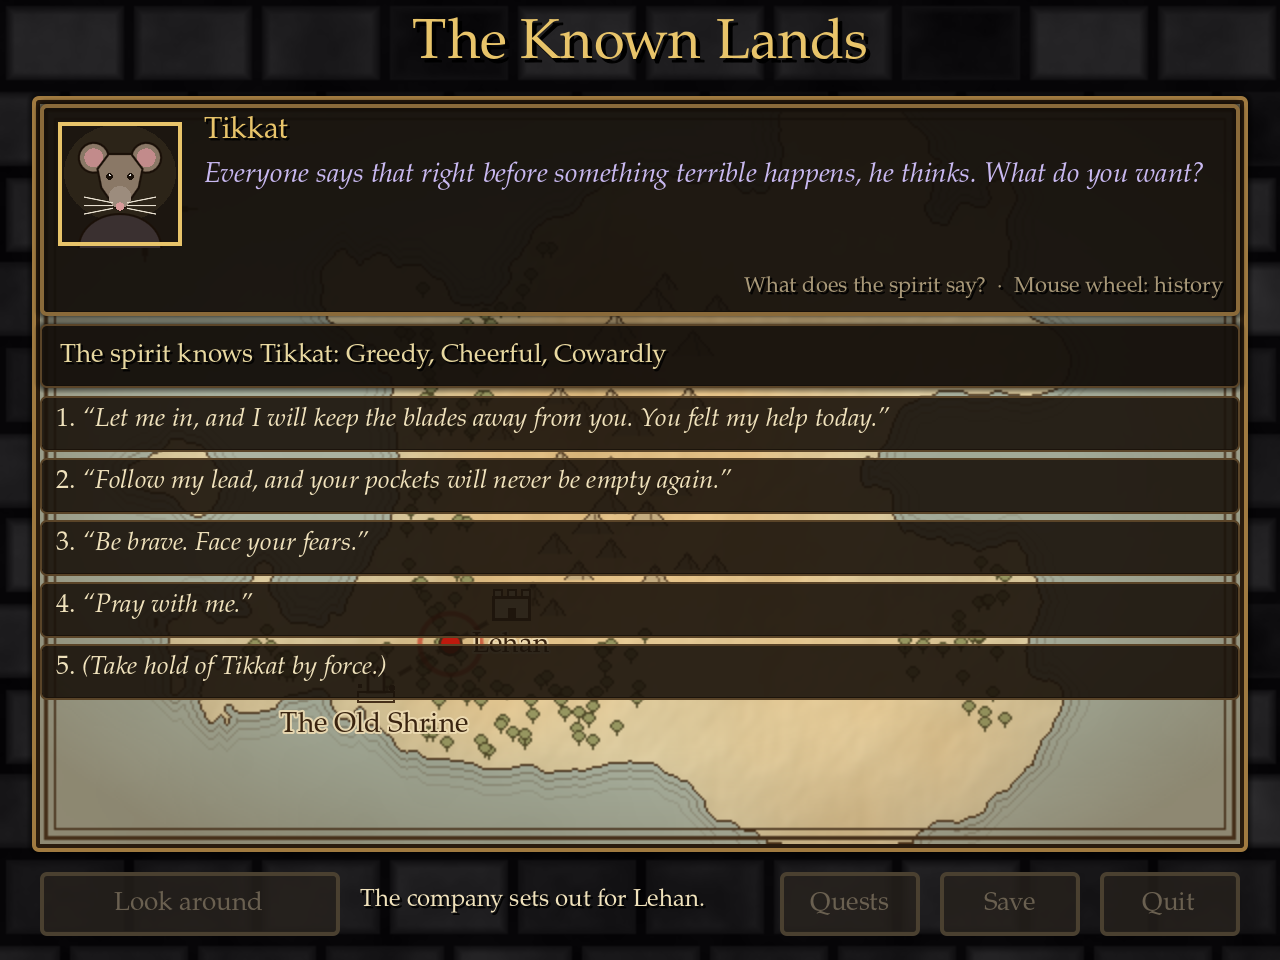 The Known Lands
Tikkat
Everyone says that right before something terrible happens, he thinks. What do you want?
What does the spirit say?  ·  Mouse wheel: history
The spirit knows Tikkat: Greedy, Cheerful, Cowardly
1. “Let me in, and I will keep the blades away from you. You felt my help today.”
2. “Follow my lead, and your pockets will never be empty again.”
3. “Be brave. Face your fears.”
4. “Pray with me.”
Lehan
5. (Take hold of Tikkat by force.)
The Old Shrine
Look around
The company sets out for Lehan.
Quests
Save
Quit